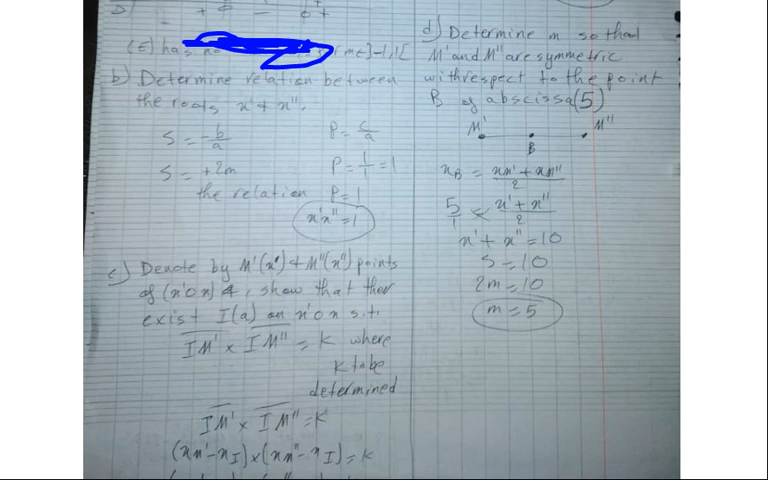 (E) has m ∈ ]-1,1[
b) Determine relation between
the roots x' & x".
S = -b/a P = c/a
S = +2m P = 1/1 = 1
the relation P = 1
x'x" = 1
c) Denote by M'(x') & M"(x") points
of (x'Ox), show that ther
exist I(a) on x'Ox s.t.
IM' × IM" = K where
K to be
determined
IM' × IM" = K
(xM' - xI) × (xM" - xI) = K
d) Determine m so that
M' and M" are symmetric
with respect to the point
B of abscissa (5)
M' M"
B
xB = xM' + xM" / 2
5/1 = x' + x" / 2
x' + x" = 10
S = 10
2m = 10
m = 5